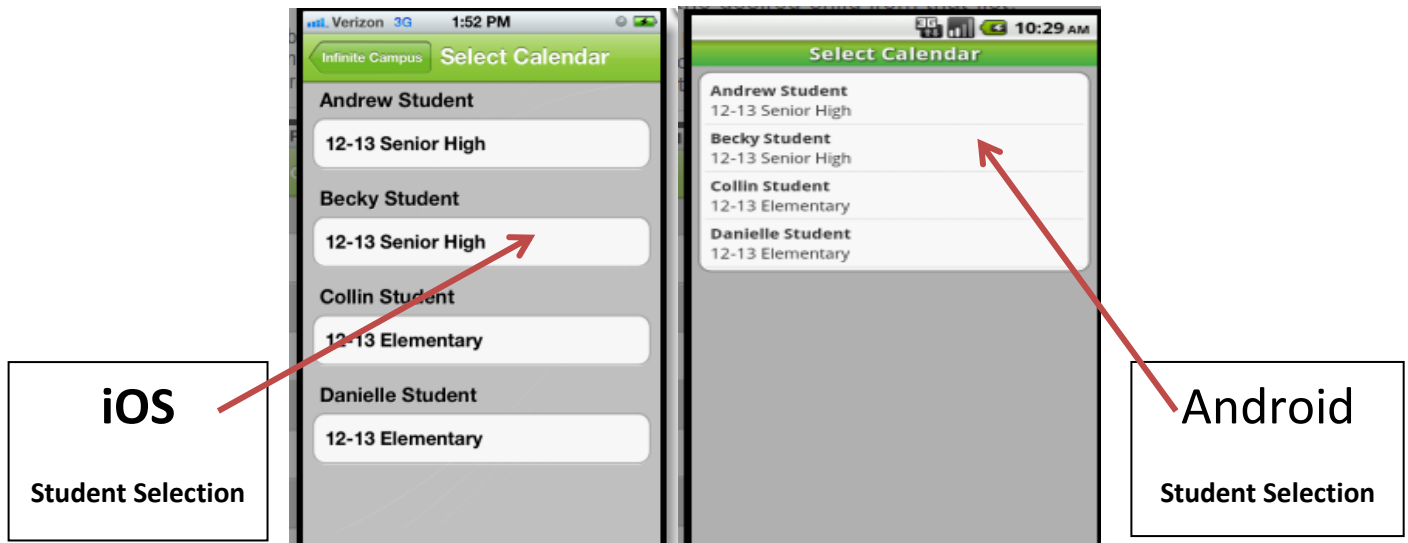 Verizon 3G 1:52 PM
Infinite Campus Select Calendar
Andrew Student
12-13 Senior High
Becky Student
12-13 Senior High
Collin Student
12-13 Elementary
Danielle Student
12-13 Elementary
3G 10:29 AM
Select Calendar
Andrew Student
12-13 Senior High
Becky Student
12-13 Senior High
Collin Student
12-13 Elementary
Danielle Student
12-13 Elementary
iOS
Student Selection
Android
Student Selection